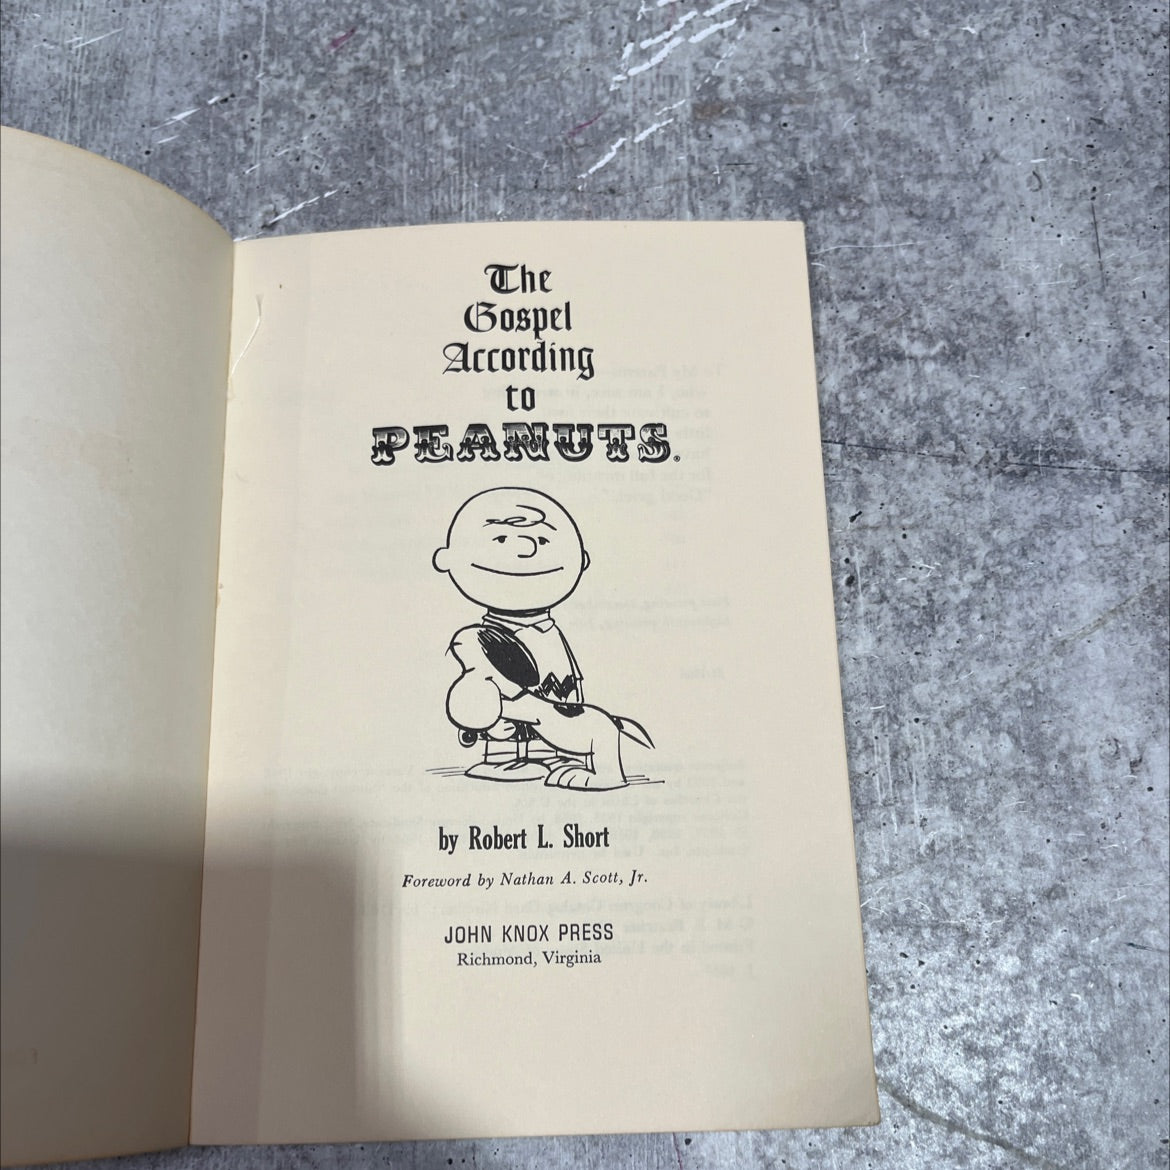 The
Gospel
According
to
PEANUTS.
by Robert L. Short
Foreword by Nathan A. Scott, Jr.
JOHN KNOX PRESS
Richmond, Virginia